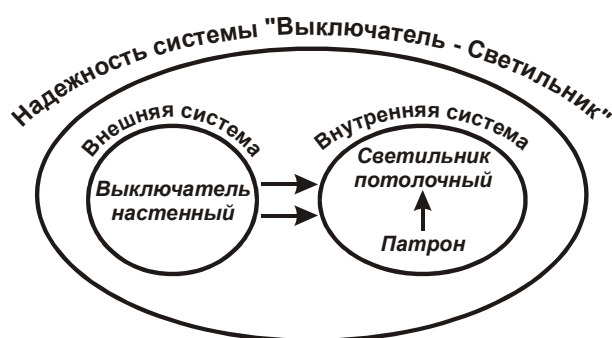 Надежность системы "Выключатель - Светильник"
Внешняя система
Выключатель
настенный
Внутренняя система
Светильник
потолочный
Патрон